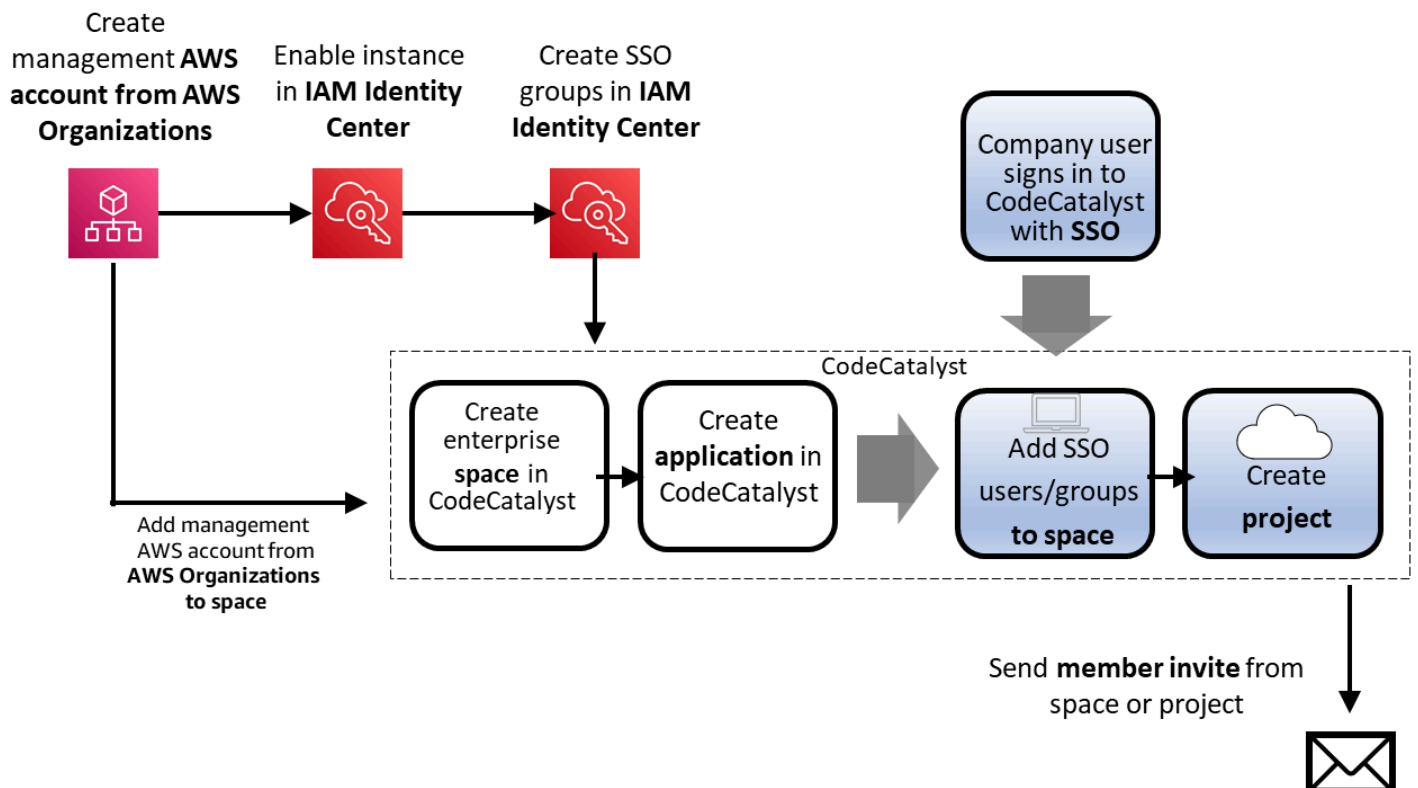 Create
management AWS
account from AWS
Organizations
Enable instance
in IAM Identity
Center
Create SSO
groups in IAM
Identity Center
Company user
signs in to
CodeCatalyst
with SSO
CodeCatalyst
Create
enterprise
space in
CodeCatalyst
Create
application in
CodeCatalyst
Add SSO
users/groups
to space
Create
project
Add management
AWS account from
AWS Organizations
to space
Send member invite from
space or project